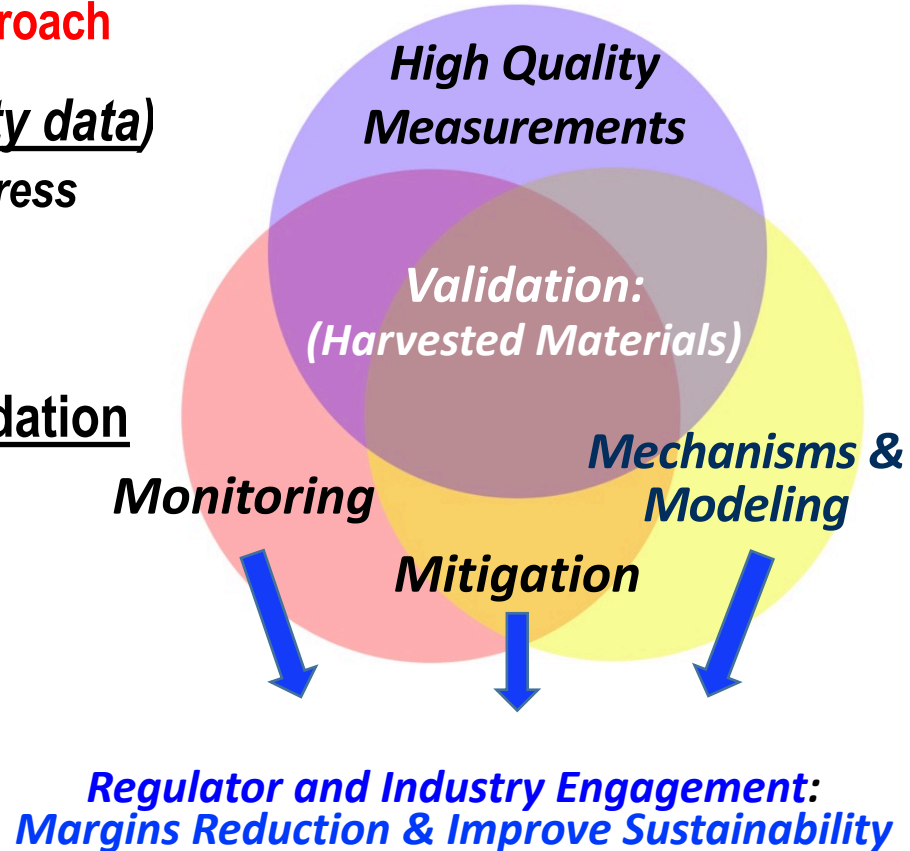 roach
ty data)
ress
dation
High Quality
Measurements
Validation:
(Harvested Materials)
Mechanisms &
Modeling
Monitoring
Mitigation
Regulator and Industry Engagement:
Margins Reduction & Improve Sustainability